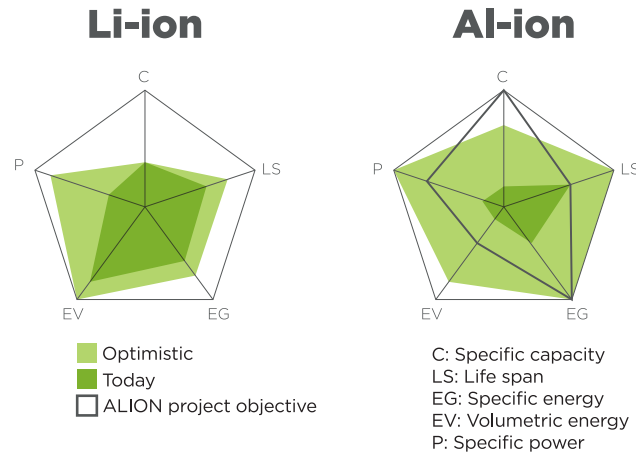 Li-ion
Al-ion
C
C
P
LS
P
LS
EV
EG
EV
EG
Optimistic
Today
ALION project objective
C: Specific capacity
LS: Life span
EG: Specific energy
EV: Volumetric energy
P: Specific power